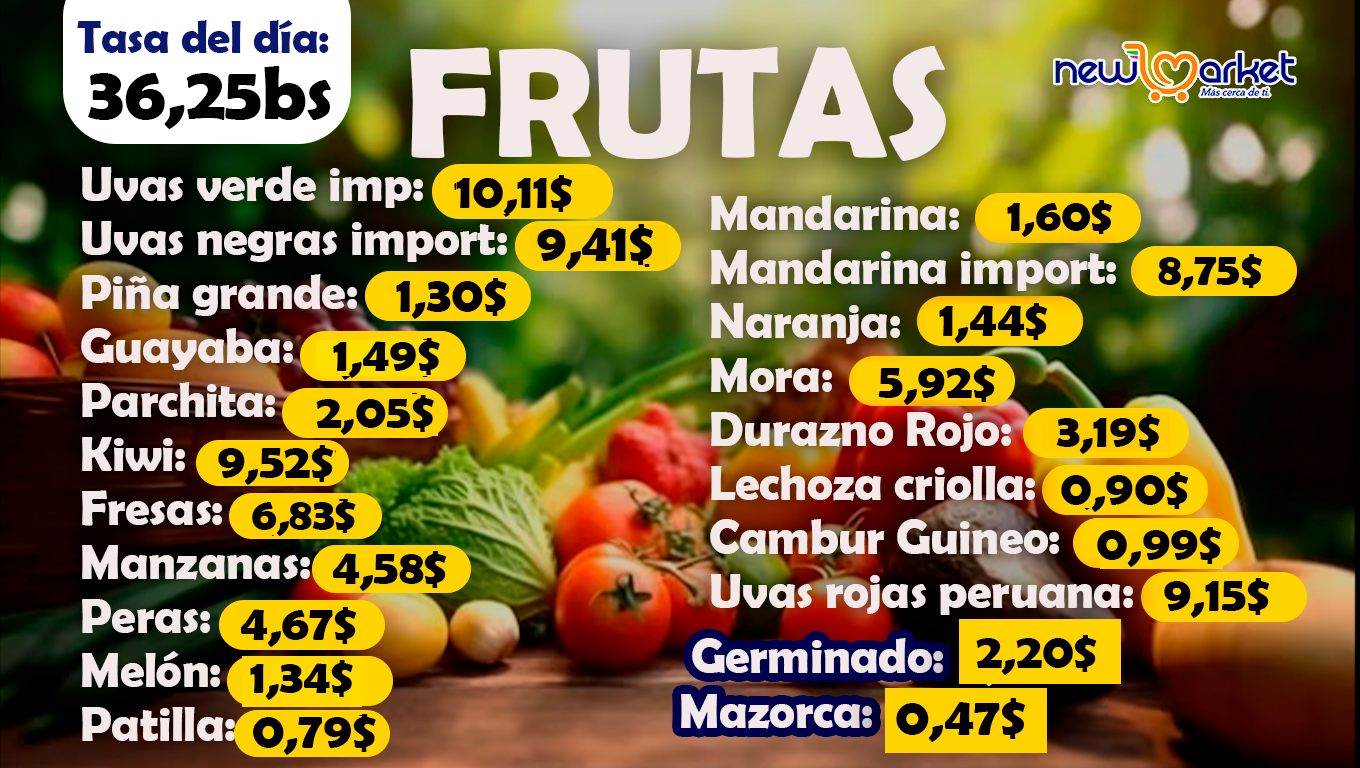 Tasa del día:
36,25bs
FRUTAS
new market
Más cerca de ti.
Uvas verde imp: 10,11$
Uvas negras import: 9,41$
Piña grande: 1,30$
Guayaba: 1,49$
Parchita: 2,05$
Kiwi: 9,52$
Fresas: 6,83$
Manzanas: 4,58$
Peras: 4,67$
Melón: 1,34$
Patilla: 0,79$
Mandarina: 1,60$
Mandarina import: 8,75$
Naranja: 1,44$
Mora: 5,92$
Durazno Rojo: 3,19$
Lechoza criolla: 0,90$
Cambur Guineo: 0,99$
Uvas rojas peruana: 9,15$
Germinado: 2,20$
Mazorca: 0,47$